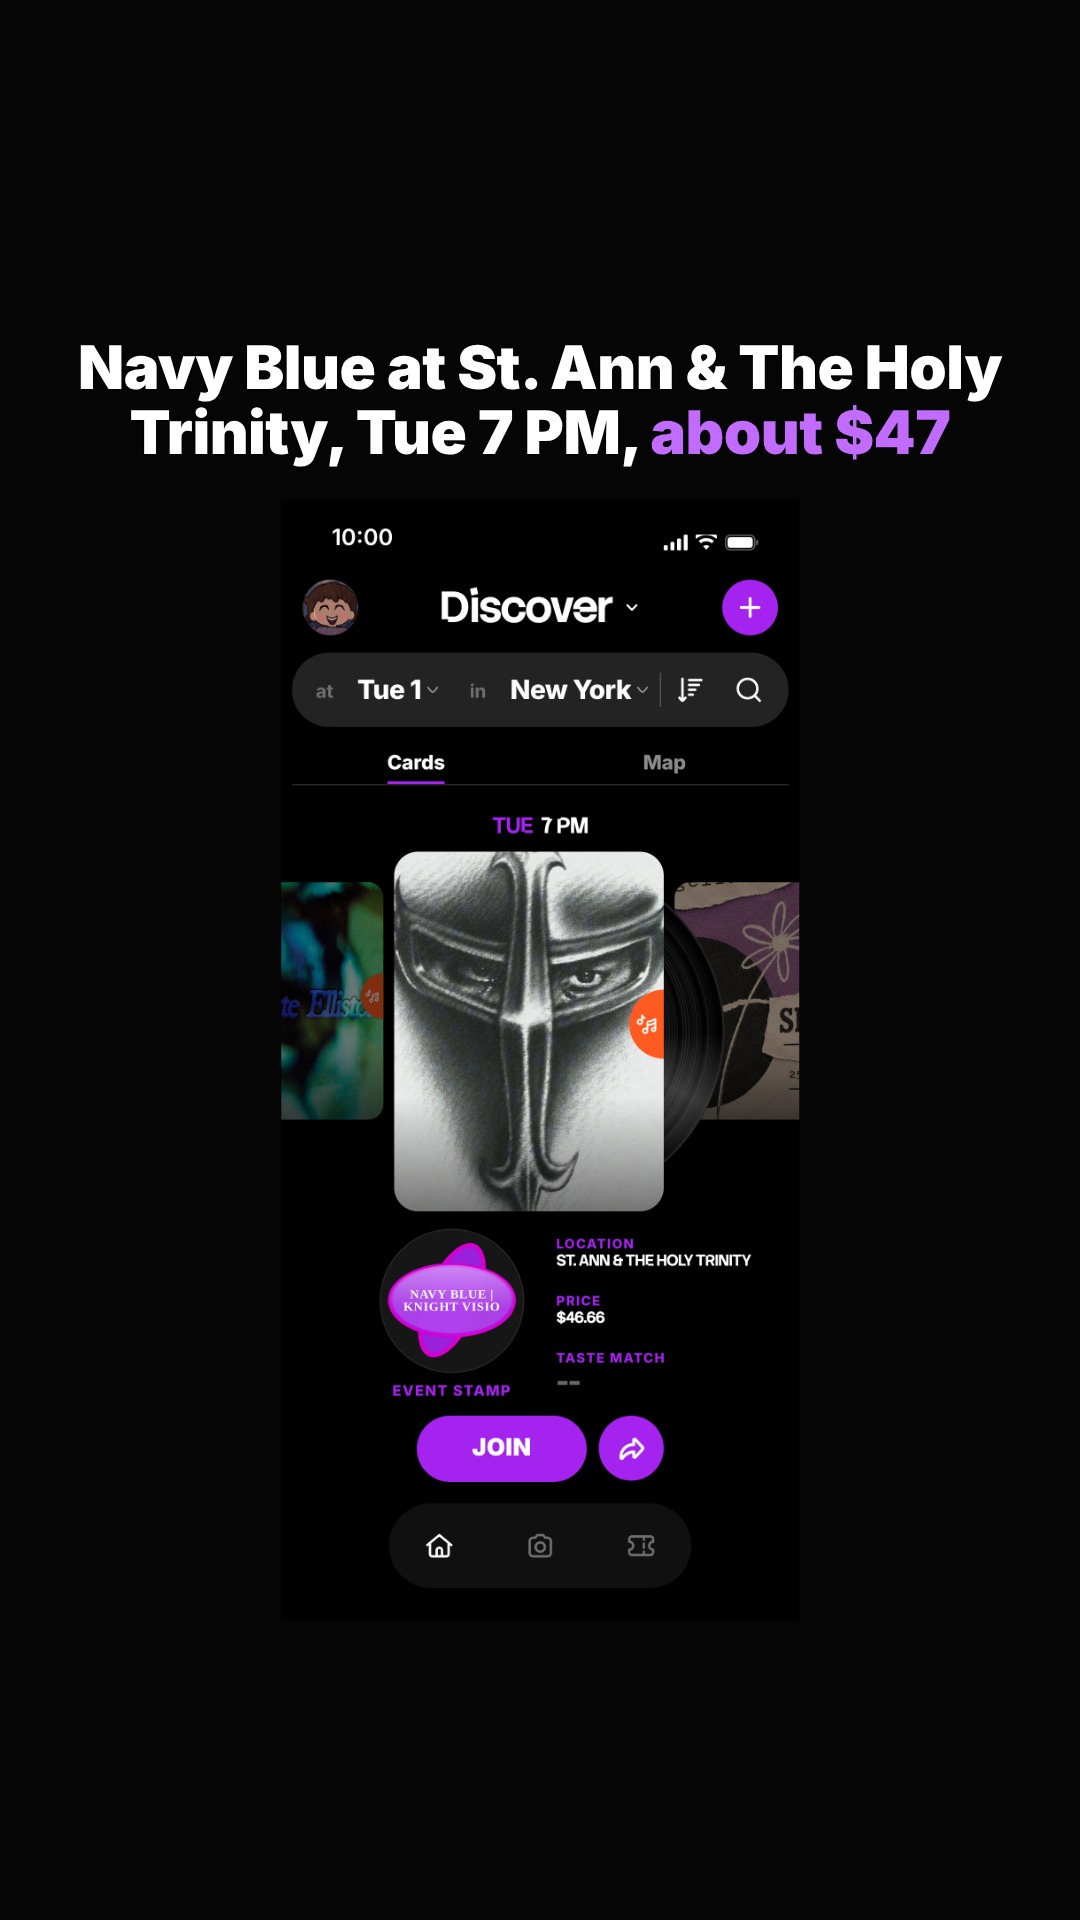 Navy Blue at St. Ann & The Holy
Trinity, Tue 7 PM, about $47
10:00
Discover
at Tue 1 in New York
Cards Map
TUE 7 PM
NAVY BLUE |
KNIGHT VISIO
EVENT STAMP
LOCATION
ST. ANN & THE HOLY TRINITY
PRICE
$46.66
TASTE MATCH
--
JOIN